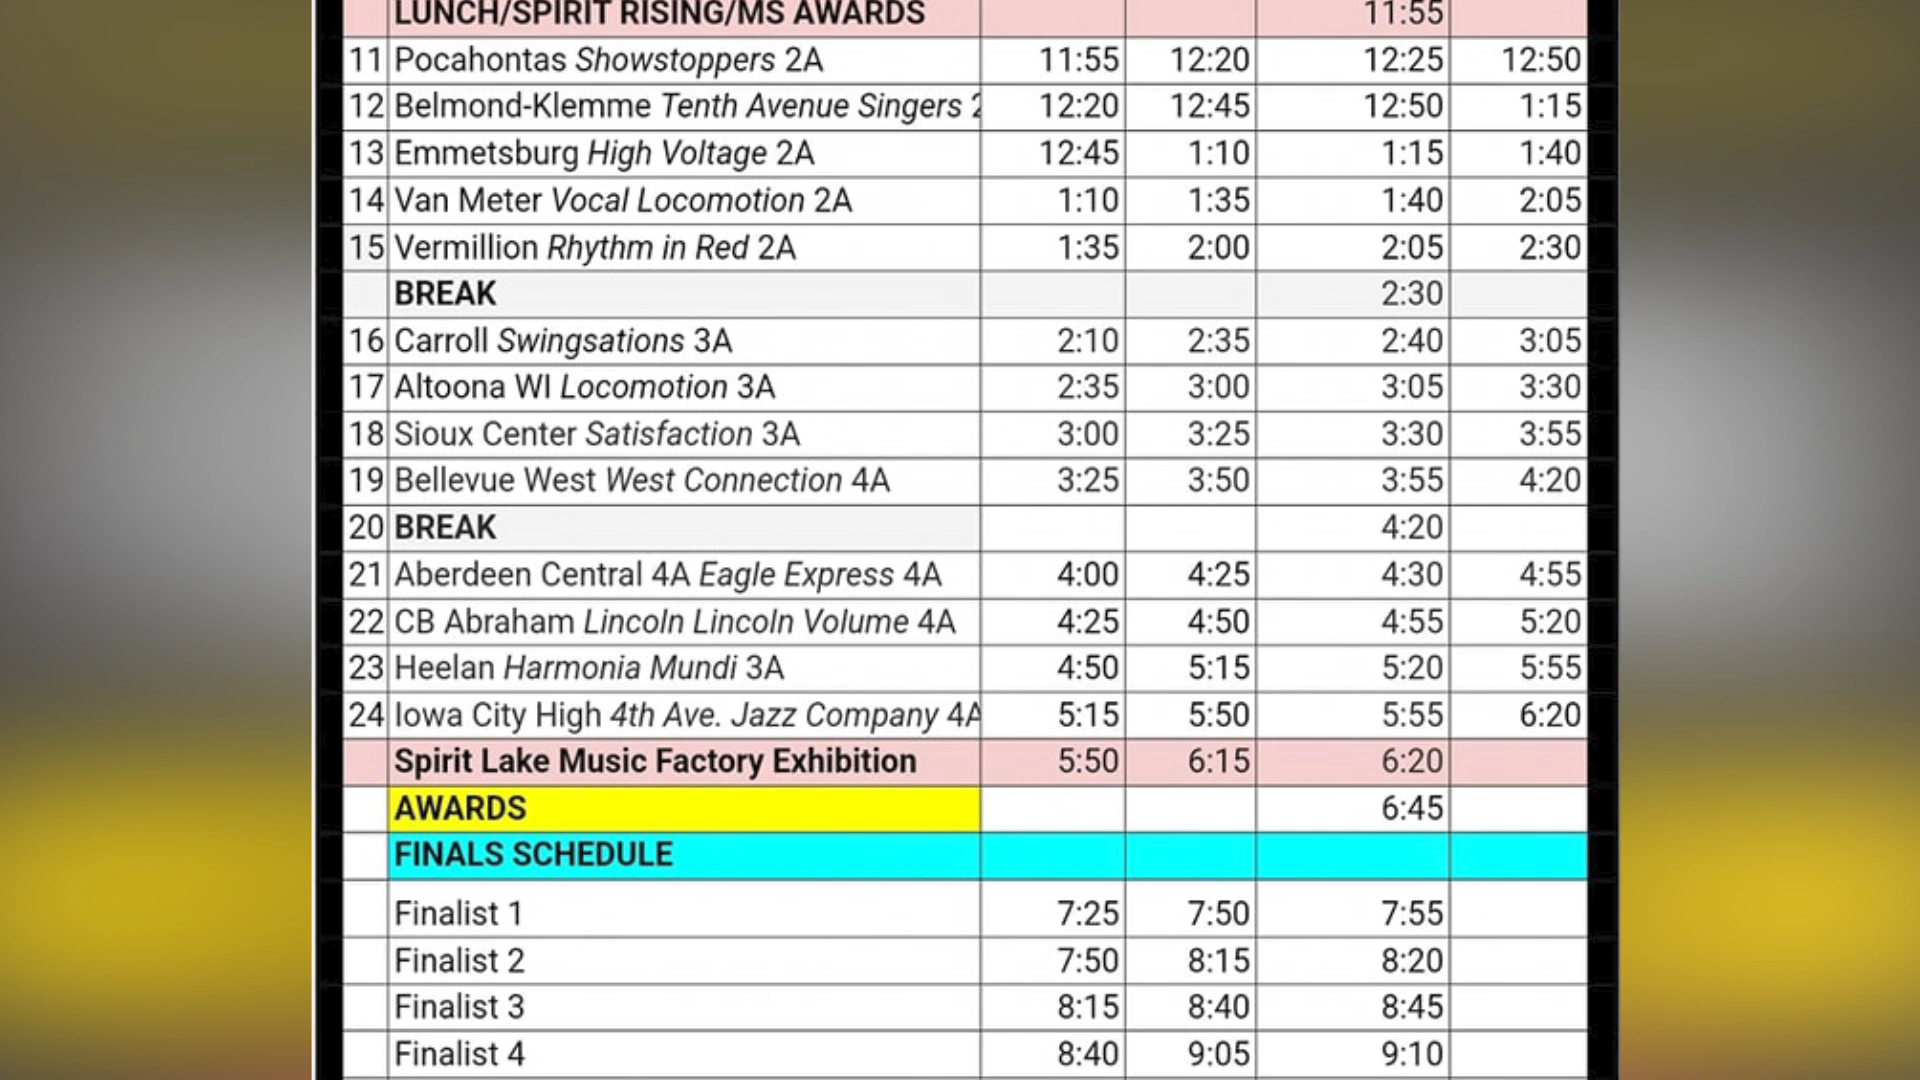 LUNCH/SPIRIT RISING/MS AWARDS 11:55
11 Pocahontas Showstoppers 2A 11:55 12:20 12:25 12:50
12 Belmond-Klemme Tenth Avenue Singers 12:20 12:45 12:50 1:15
13 Emmetsburg High Voltage 2A 12:45 1:10 1:15 1:40
14 Van Meter Vocal Locomotion 2A 1:10 1:35 1:40 2:05
15 Vermillion Rhythm in Red 2A 1:35 2:00 2:05 2:30
BREAK 2:30
16 Carroll Swingsations 3A 2:10 2:35 2:40 3:05
17 Altoona WI Locomotion 3A 2:35 3:00 3:05 3:30
18 Sioux Center Satisfaction 3A 3:00 3:25 3:30 3:55
19 Bellevue West West Connection 4A 3:25 3:50 3:55 4:20
20 BREAK 4:20
21 Aberdeen Central 4A Eagle Express 4A 4:00 4:25 4:30 4:55
22 CB Abraham Lincoln Lincoln Volume 4A 4:25 4:50 4:55 5:20
23 Heelan Harmonia Mundi 3A 4:50 5:15 5:20 5:55
24 Iowa City High 4th Ave. Jazz Company 4A 5:15 5:50 5:55 6:20
Spirit Lake Music Factory Exhibition 5:50 6:15 6:20
AWARDS 6:45
FINALS SCHEDULE
Finalist 1 7:25 7:50 7:55
Finalist 2 7:50 8:15 8:20
Finalist 3 8:15 8:40 8:45
Finalist 4 8:40 9:05 9:10